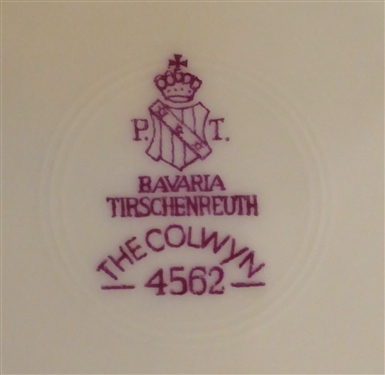 P. T.
BAVARIA
TIRSCHENREUTH
THE COLWYN
4562